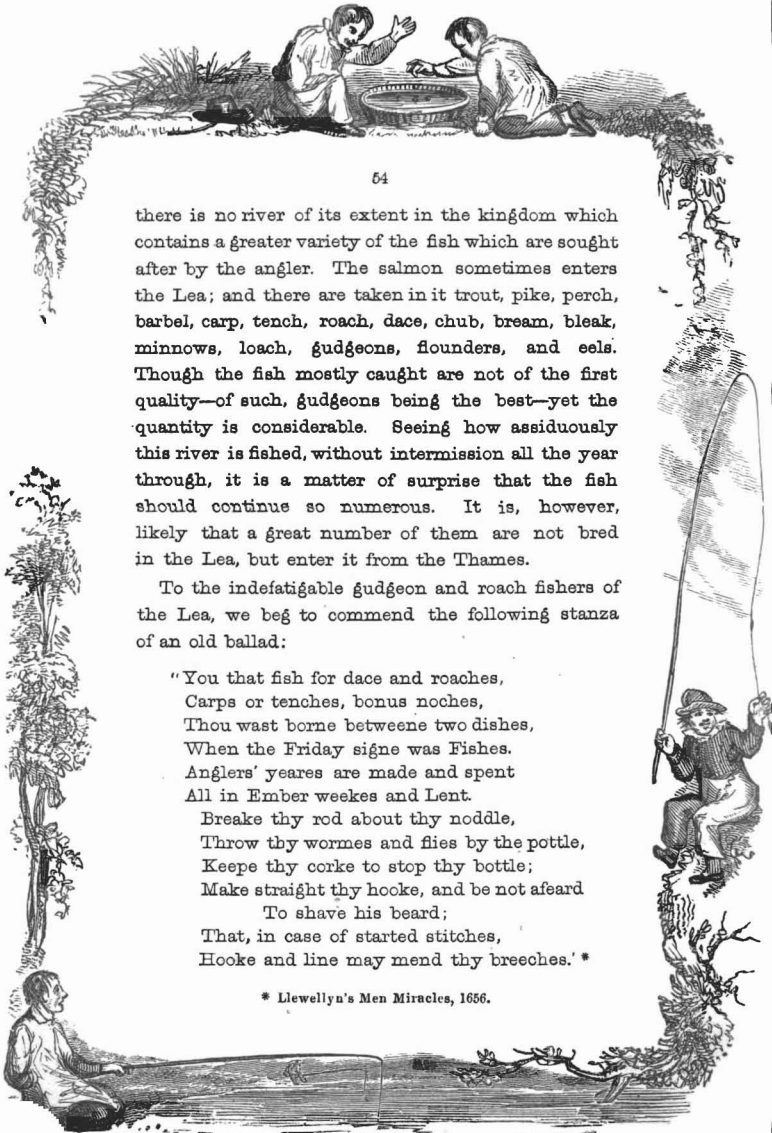 54
there is no river of its extent in the kingdom which
contains a greater variety of the fish which are sought
after by the angler. The salmon sometimes enters
the Lea; and there are taken in it trout, pike, perch,
barbel, carp, tench, roach, dace, chub, bream, bleak,
minnows, loach, gudgeons, flounders, and eels.
Though the fish mostly caught are not of the first
quality—of such, gudgeons being the best—yet the
quantity is considerable. Seeing how assiduously
this river is fished, without intermission all the year
through, it is a matter of surprise that the fish
should continue so numerous. It is, however,
likely that a great number of them are not bred
in the Lea, but enter it from the Thames.
To the indefatigable gudgeon and roach fishers of
the Lea, we beg to commend the following stanza
of an old ballad:
"You that fish for dace and roaches,
Carps or tenches, bonus noches,
Thou wast borne betweene two dishes,
When the Friday signe was Fishes.
Anglers' yeares are made and spent
All in Ember weekes and Lent.
Breake thy rod about thy noddle,
Throw thy wormes and flies by the pottle,
Keepe thy corke to stop thy bottle;
Make straight thy hooke, and be not afeard
To shave his beard;
That, in case of started stitches,
Hooke and line may mend thy breeches.' *
* Llewellyn's Men Miracles, 1656.